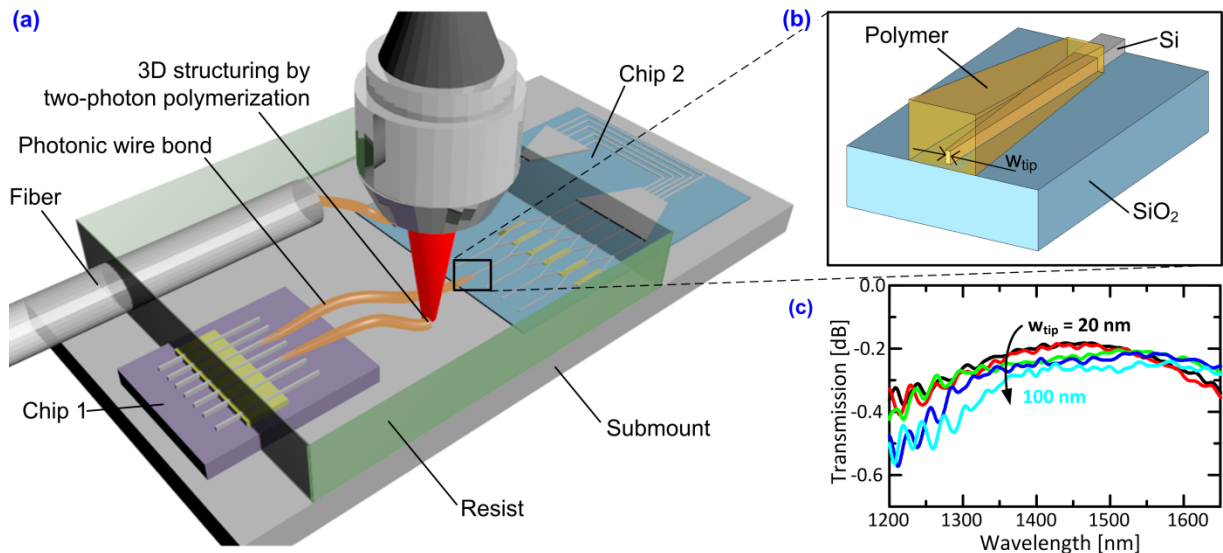 (a)
3D structuring by
two-photon polymerization
Photonic wire bond
Fiber
Chip 1
Chip 2
Submount
Resist
(b)
Polymer
Si
wtip
SiO2
(c)
0.0
-0.2
-0.4
-0.6
Transmission [dB]
wtip = 20 nm
100 nm
1200 1300 1400 1500 1600
Wavelength [nm]